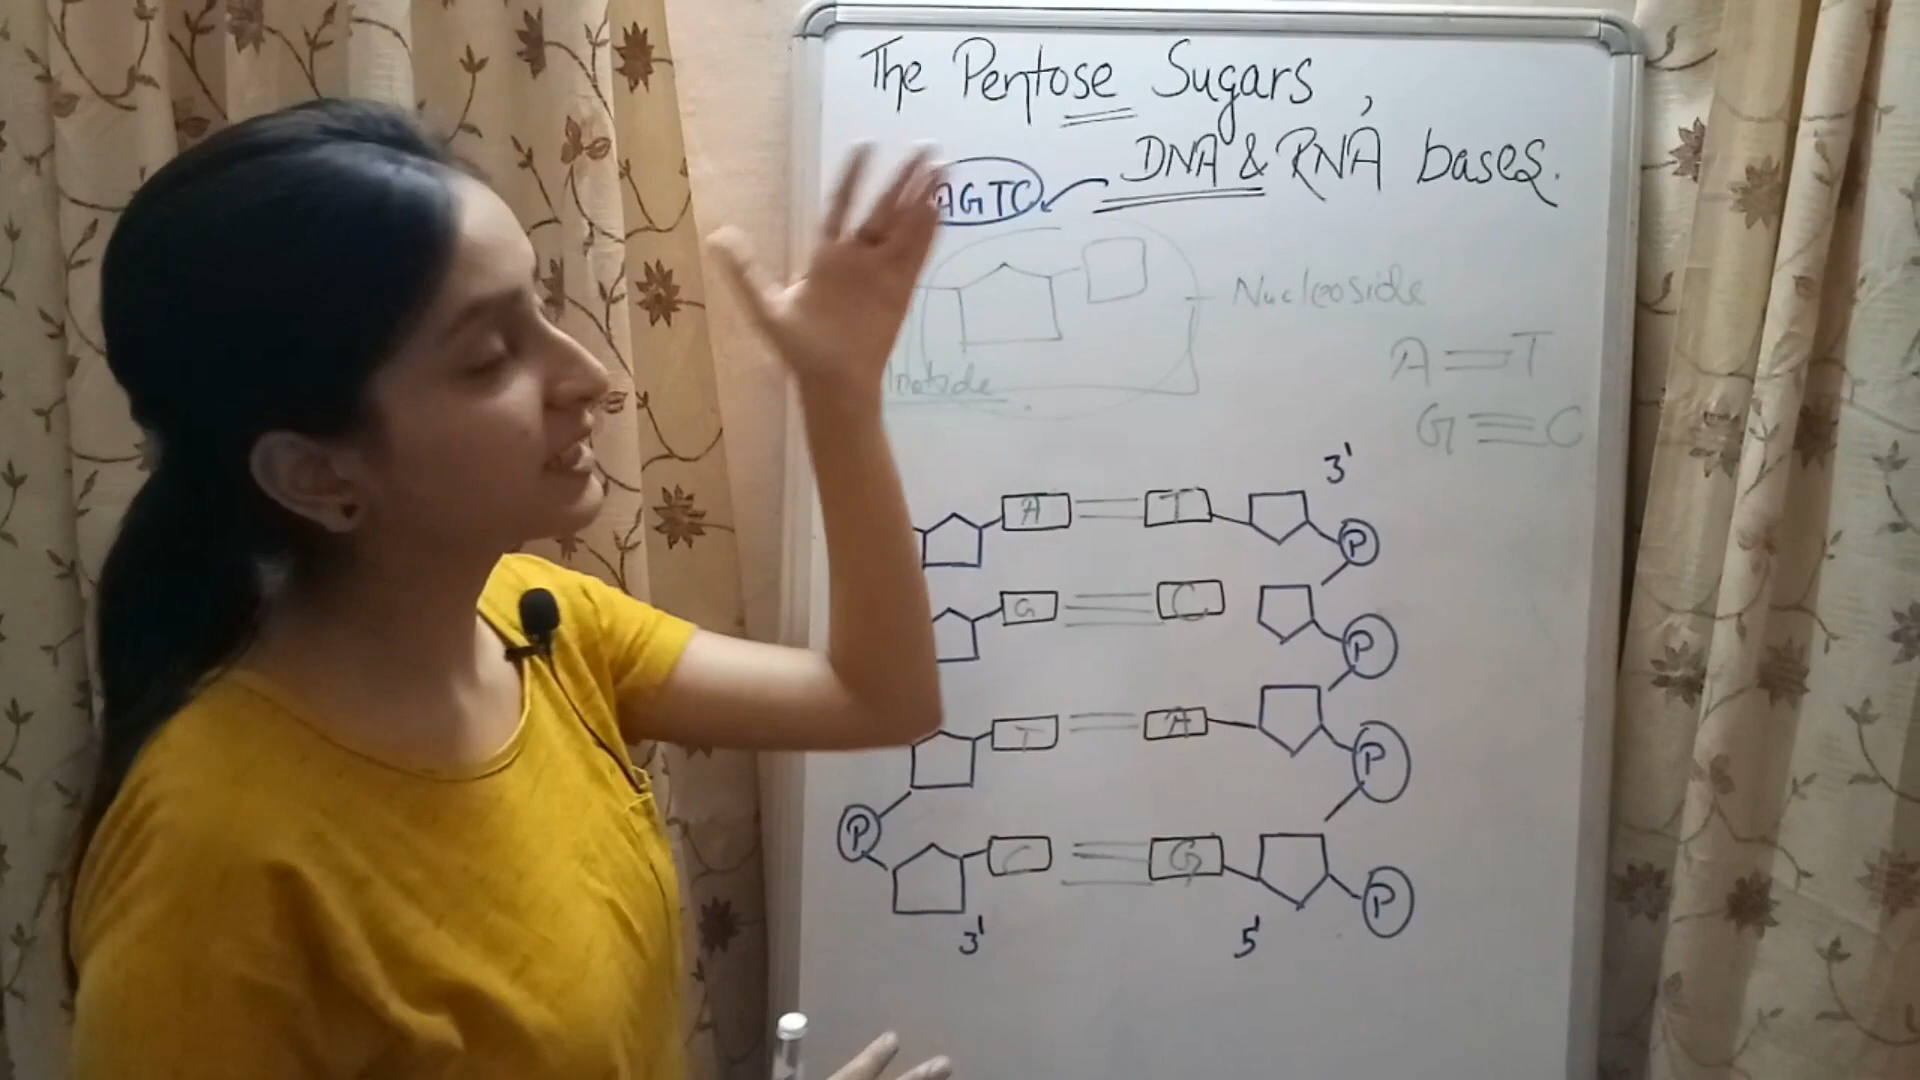 The Pentose Sugars,
DNA & RNA bases.
AGTC
Nucleoside
A T
G C
3'
A T
P
G C
P
T A
P
P
C G
P
3' 5'